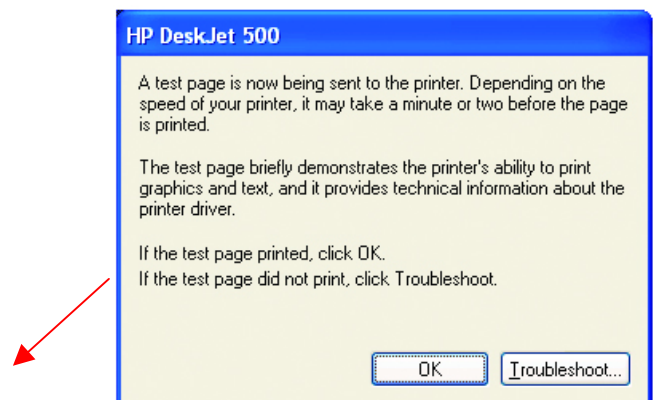 HP DeskJet 500
A test page is now being sent to the printer. Depending on the
speed of your printer, it may take a minute or two before the page
is printed.
The test page briefly demonstrates the printer's ability to print
graphics and text, and it provides technical information about the
printer driver.
If the test page printed, click OK.
If the test page did not print, click Troubleshoot.
OK
Troubleshoot...